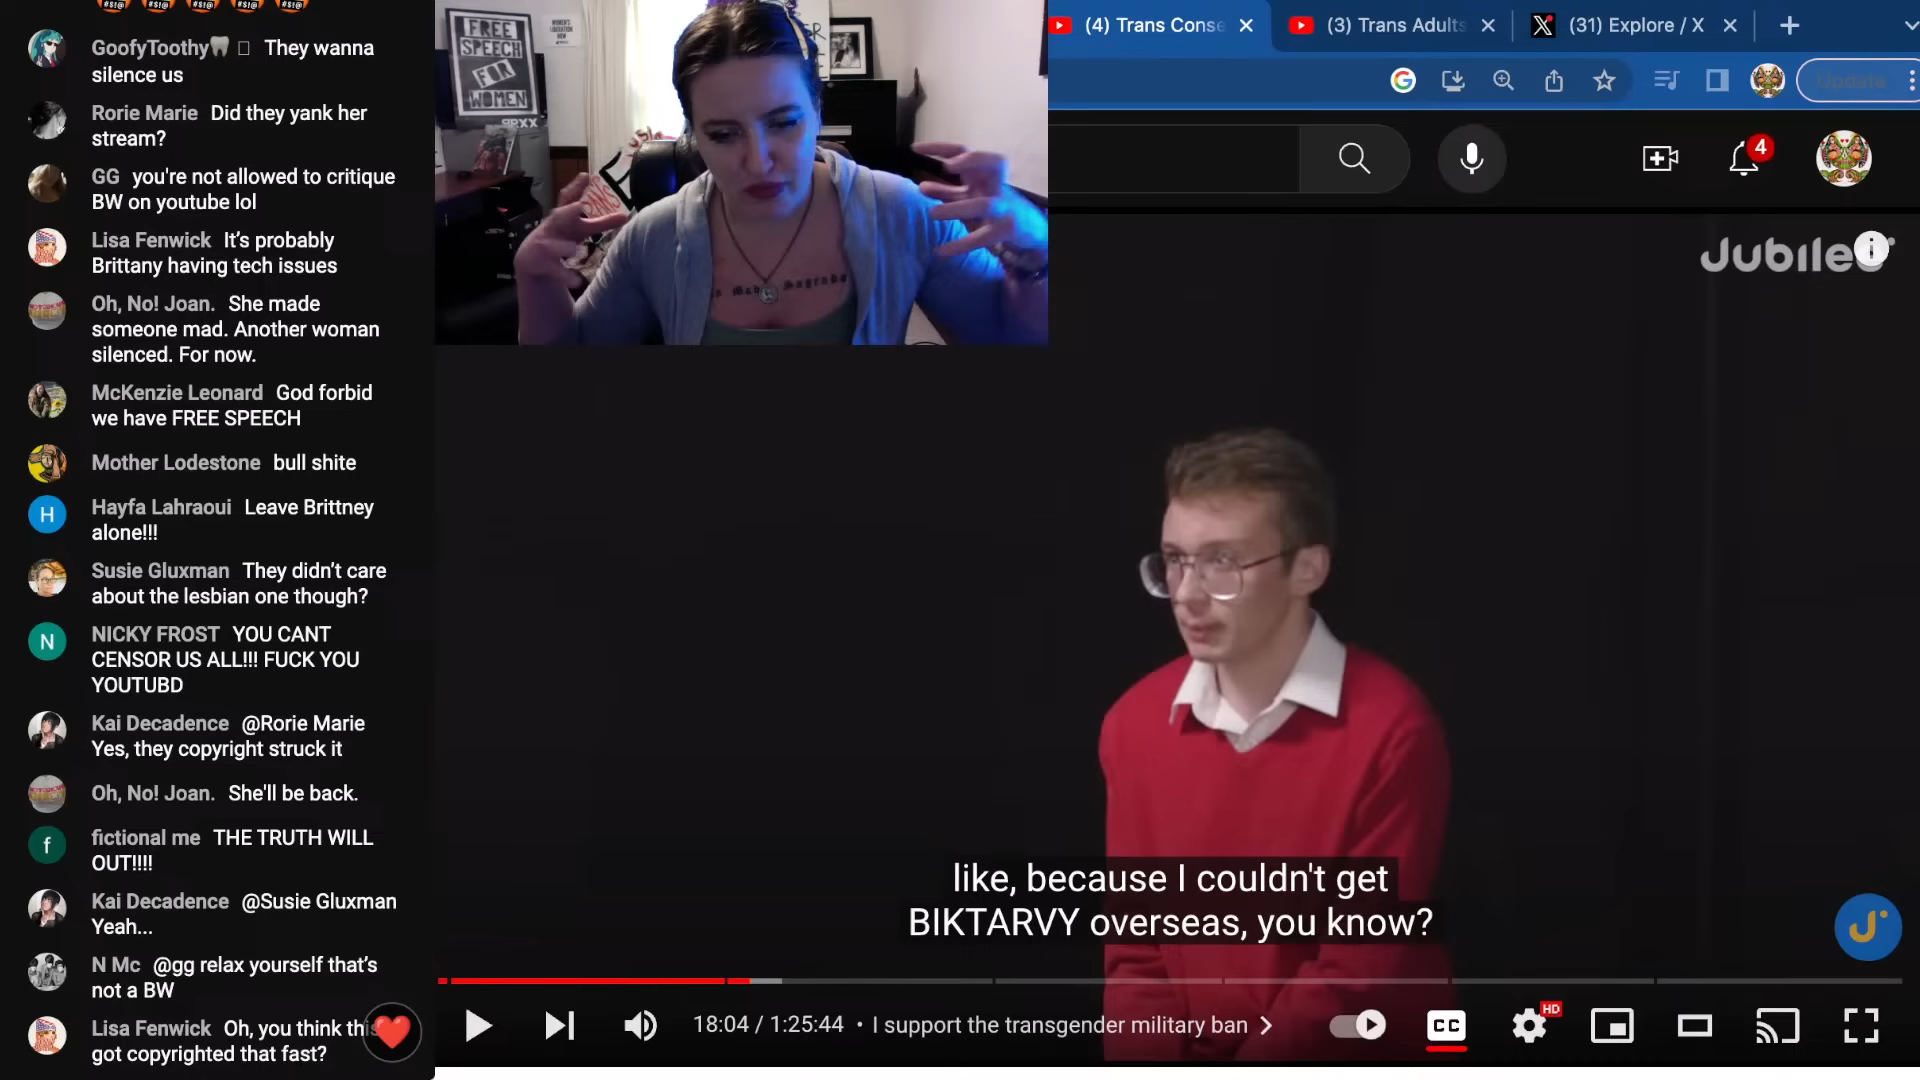 GoofyToothy🦷 They wanna
silence us
Rorie Marie Did they yank her
stream?
GG you're not allowed to critique
BW on youtube lol
Lisa Fenwick It’s probably
Brittany having tech issues
Oh, No! Joan. She made
someone mad. Another woman
silenced. For now.
McKenzie Leonard God forbid
we have FREE SPEECH
Mother Lodestone bull shite
H
Hayfa Lahraoui Leave Brittney
alone!!!
Susie Gluxman They didn’t care
about the lesbian one though?
N
NICKY FROST YOU CANT
CENSOR US ALL!!! FUCK YOU
YOUTUBD
Kai Decadence @Rorie Marie
Yes, they copyright struck it
Oh, No! Joan. She'll be back.
f
fictional me THE TRUTH WILL
OUT!!!!
Kai Decadence @Susie Gluxman
Yeah...
N Mc @gg relax yourself that’s
not a BW
Lisa Fenwick Oh, you think
got copyrighted that fast?
FREE
SPEECH
FOR
WOMEN
(4) Trans Conse
(3) Trans Adults
(31) Explore / X
Update
4
Jubilee
like, because I couldn't get
BIKTARVY overseas, you know?
18:04 / 1:25:44 • I support the transgender military ban
CC
HD